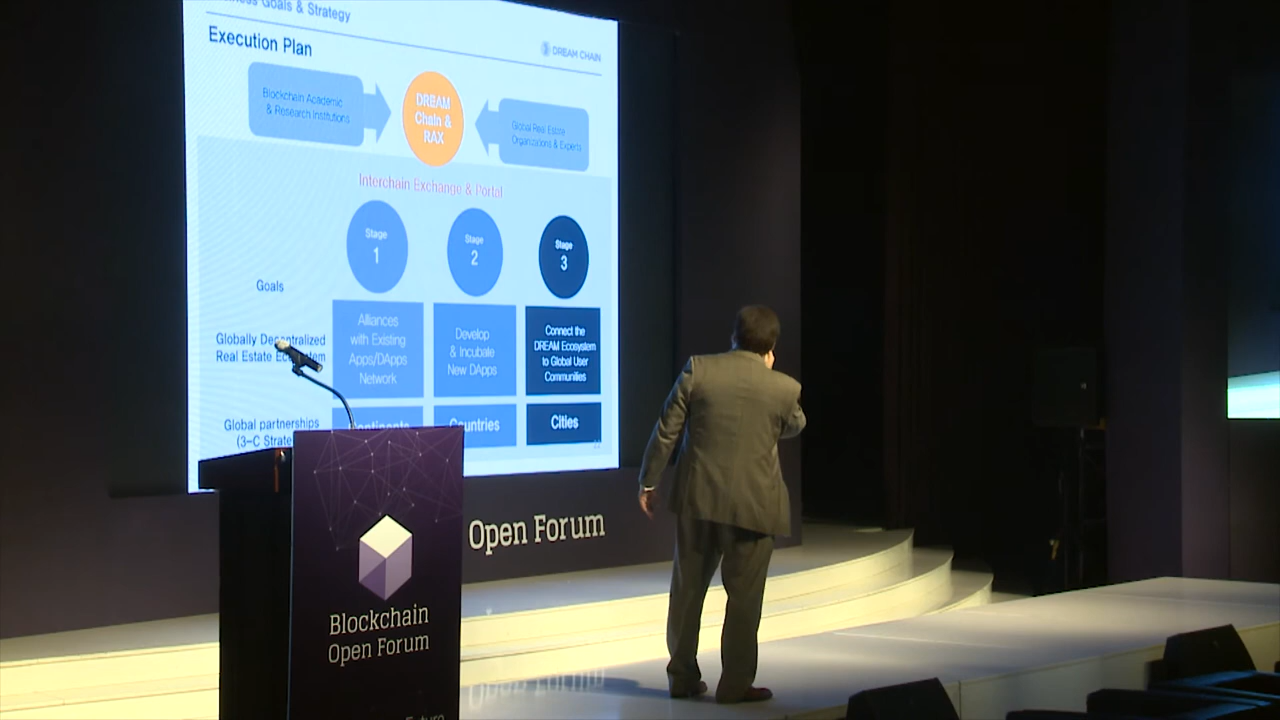 Goals & Strategy
Execution Plan
DREAM CHAIN
Blockchain Academic
& Research Institutions
DREAM
Chain &
RAX
Global Real Estate
Organizations & Experts
Interchain Exchange & Portal
Stage
1
Stage
2
Stage
3
Goals
Globally Decentralized
Real Estate Ecosystem
Alliances
with Existing
Apps/DApps
Network
Develop
& Incubate
New DApps
Connect the
DREAM Ecosystem
to Global User
Communities
Global partnerships
(3-C
Continents
Countries
Cities
Open Forum
Blockchain
Open Forum
Future
Open Forum